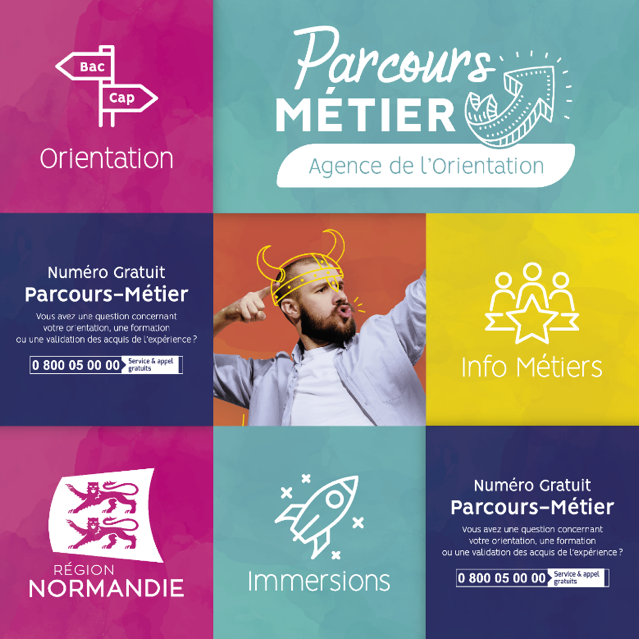 Bac
Cap
Orientation
Parcours
MÉTIER
Agence de l'Orientation
Numéro Gratuit
Parcours-Métier
Vous avez une question concernant
votre orientation, une formation
ou une validation des acquis de l'expérience ?
0 800 05 00 00 Service & appel
gratuits
Info Métiers
RÉGION
NORMANDIE
Immersions
Numéro Gratuit
Parcours-Métier
Vous avez une question concernant
votre orientation, une formation
ou une validation des acquis de l'expérience ?
0 800 05 00 00 Service & appel
gratuits